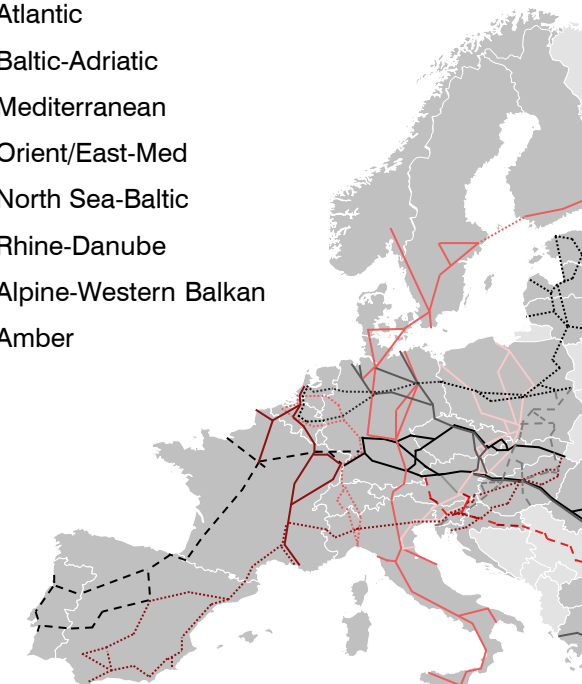 Atlantic
Baltic-Adriatic
Mediterranean
Orient/East-Med
North Sea-Baltic
Rhine-Danube
Alpine-Western Balkan
Amber